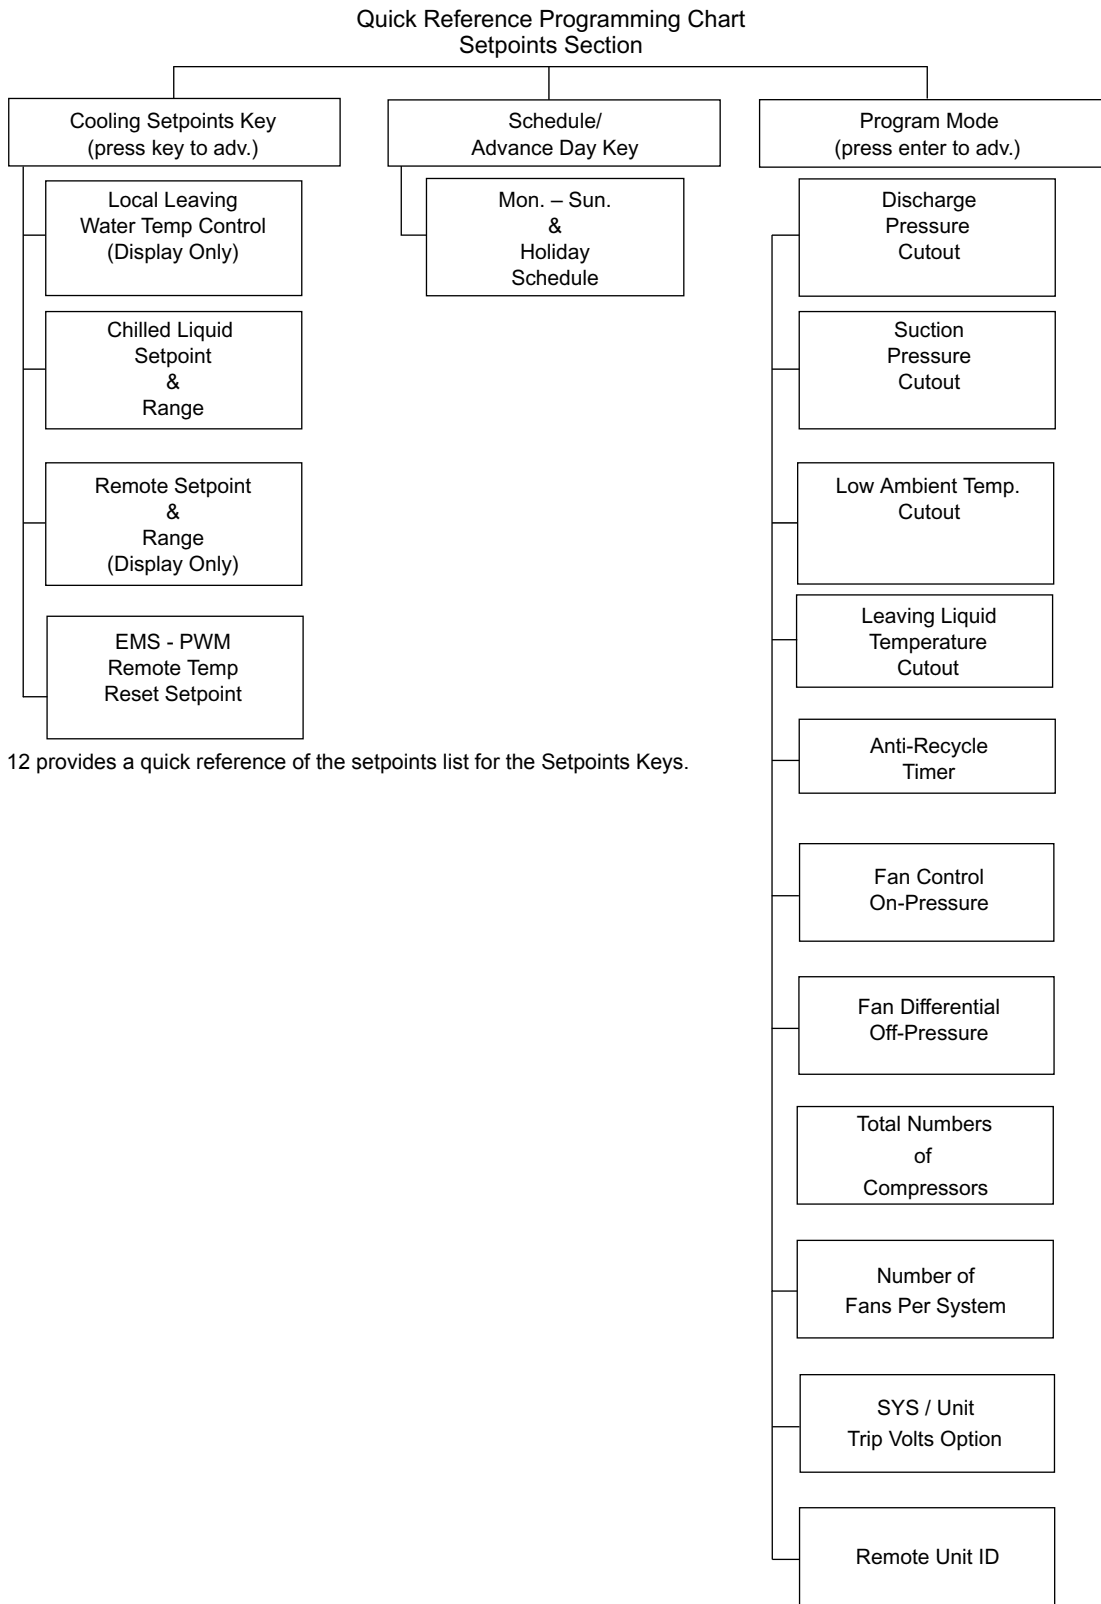 Quick Reference Programming Chart
Setpoints Section
Cooling Setpoints Key
(press key to adv.)
Local Leaving
Water Temp Control
(Display Only)
Chilled Liquid
Setpoint
&
Range
Remote Setpoint
&
Range
(Display Only)
EMS - PWM
Remote Temp
Reset Setpoint
Schedule/
Advance Day Key
Mon. – Sun.
&
Holiday
Schedule
Program Mode
(press enter to adv.)
Discharge
Pressure
Cutout
Suction
Pressure
Cutout
Low Ambient Temp.
Cutout
Leaving Liquid
Temperature
Cutout
Anti-Recycle
Timer
Fan Control
On-Pressure
Fan Differential
Off-Pressure
Total Numbers
of
Compressors
Number of
Fans Per System
SYS / Unit
Trip Volts Option
Remote Unit ID
12 provides a quick reference of the setpoints list for the Setpoints Keys.